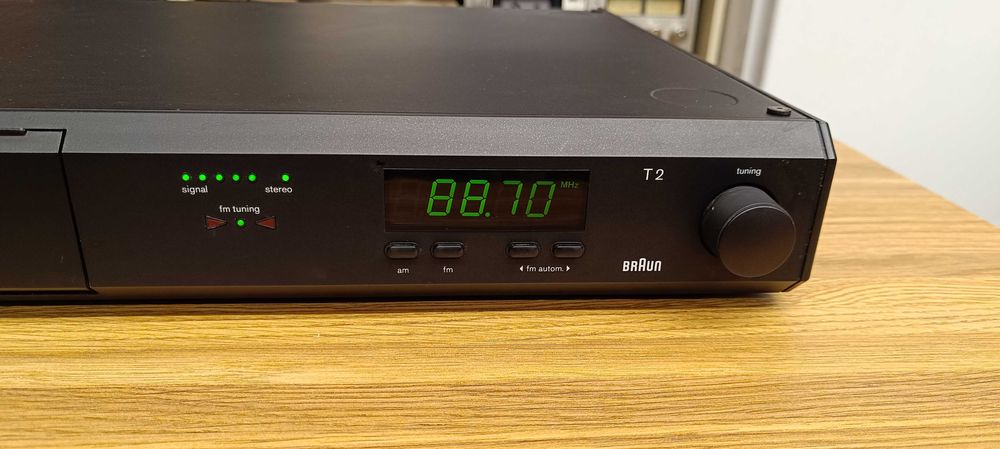 signal stereo
fm tuning
88.70 MHz
am fm ◀ fm autom. ▶
T2
tuning
BRAUN